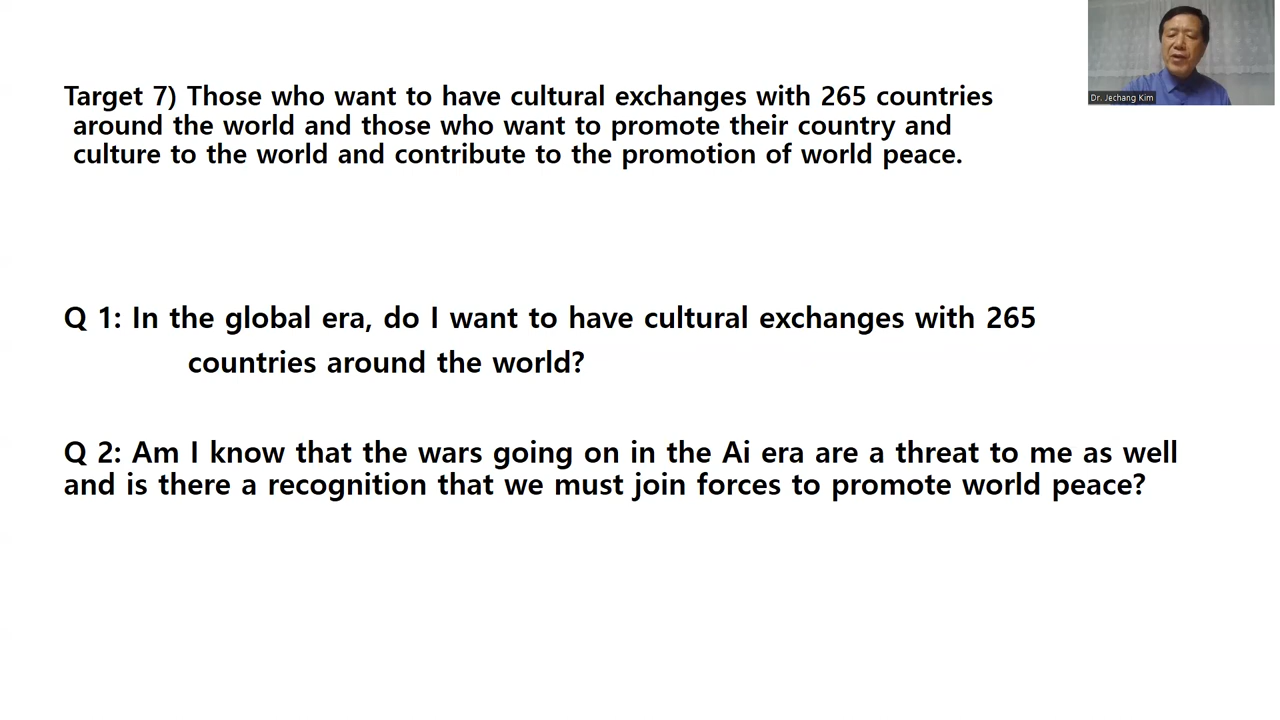 Dr. Jechang Kim
Target 7) Those who want to have cultural exchanges with 265 countries
around the world and those who want to promote their country and
culture to the world and contribute to the promotion of world peace.
Q 1: In the global era, do I want to have cultural exchanges with 265
countries around the world?
Q 2: Am I know that the wars going on in the Ai era are a threat to me as well
and is there a recognition that we must join forces to promote world peace?